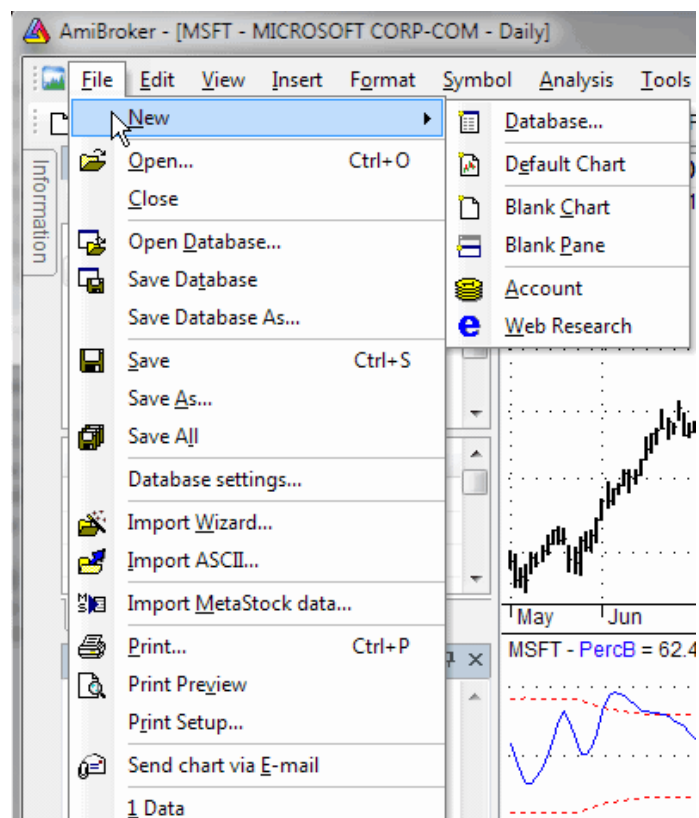 AmiBroker - [MSFT - MICROSOFT CORP-COM - Daily]
File Edit View Insert Format Symbol Analysis Tools
New
Database...
Information
Open... Ctrl+O
Default Chart
Close
Blank Chart
Open Database...
Blank Pane
Save Database
Account
Save Database As...
Web Research
Save Ctrl+S
Save As...
Save All
Database settings...
Import Wizard...
Import ASCII...
Import MetaStock data...
May Jun
Print... Ctrl+P
MSFT - PercB = 62.4
Print Preview
Print Setup...
Send chart via E-mail
1 Data